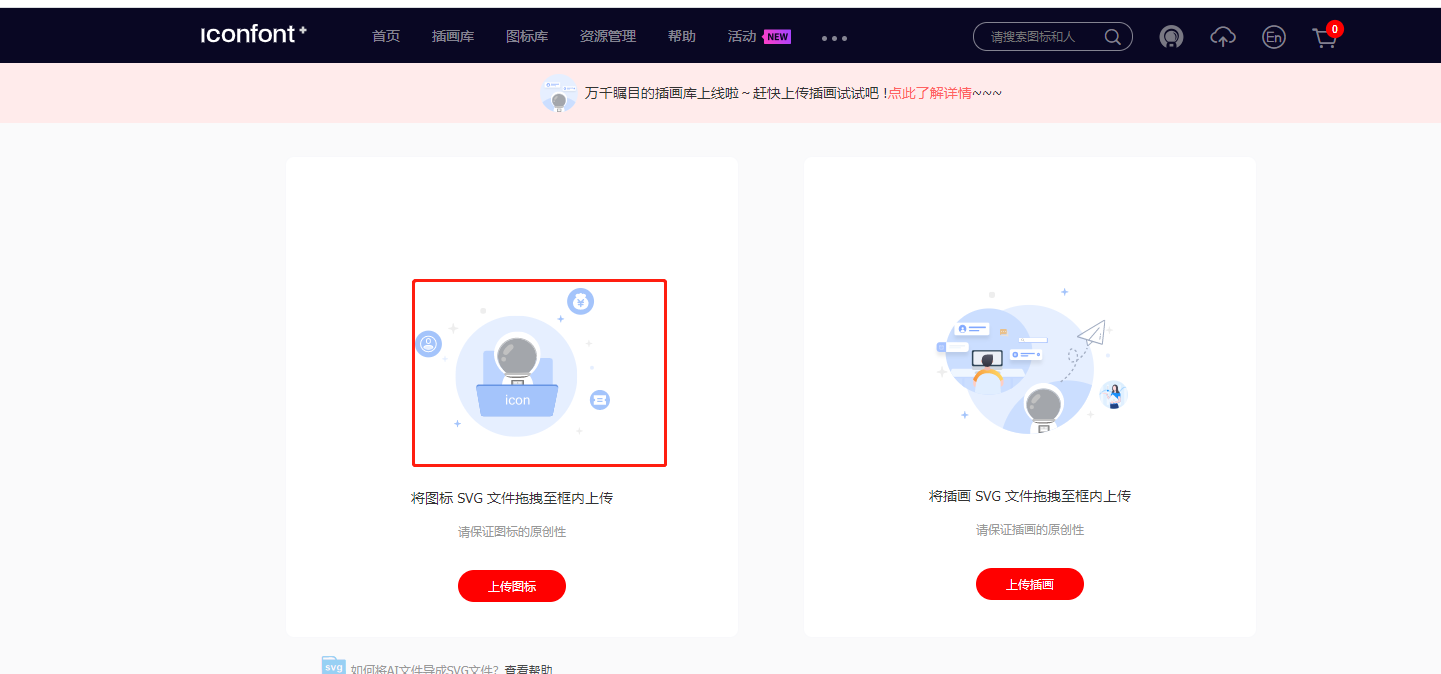 iconfont+
首页 插画库 图标库 资源管理 帮助 活动 NEW 请搜索图标和人 En 0
万千瞩目的插画库上线啦～赶快上传插画试试吧！点此了解详情~~~
icon
将图标 SVG 文件拖拽至框内上传
请保证图标的原创性
上传图标
将插画 SVG 文件拖拽至框内上传
请保证插画的原创性
上传插画
svg 如何将AI文件导成SVG文件？查看帮助